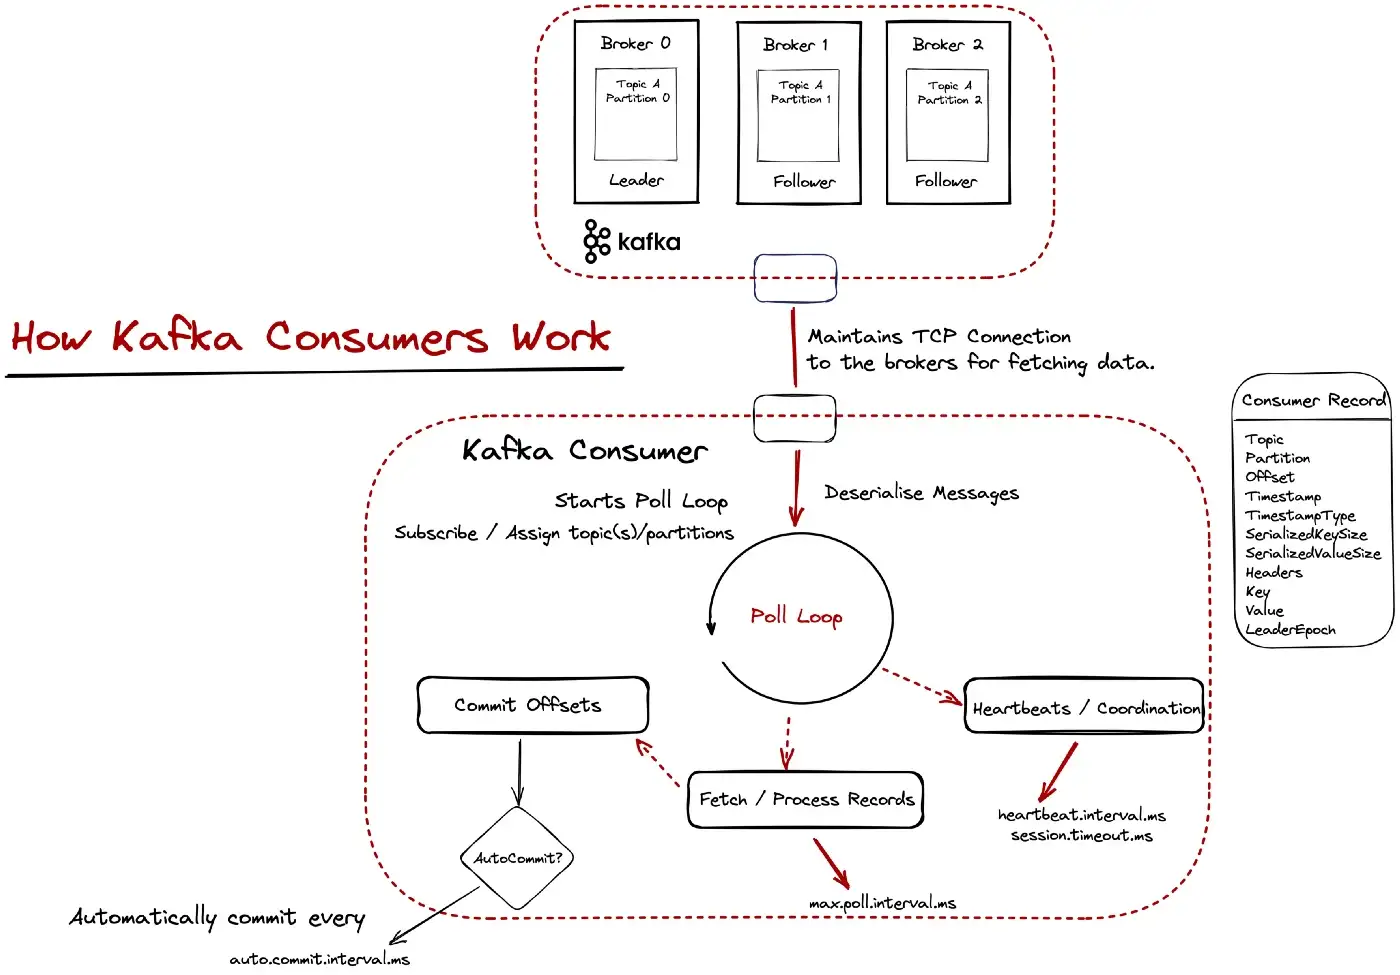 Broker 0
Topic A
Partition 0
Leader
Broker 1
Topic A
Partition 1
Follower
Broker 2
Topic A
Partition 2
Follower
kafka
How Kafka Consumers Work
Maintains TCP Connection
to the brokers for fetching data.
Kafka Consumer
Starts Poll Loop
Subscribe / Assign topic(s)/partitions
Deserialise Messages
Poll Loop
Commit Offsets
Heartbeats / Coordination
Fetch / Process Records
heartbeat.interval.ms
session.timeout.ms
AutoCommit?
max.poll.interval.ms
Automatically commit every
auto.commit.interval.ms
Consumer Record
Topic
Partition
Offset
Timestamp
TimestampType
SerializedKeySize
SerializedValueSize
Headers
Key
Value
LeaderEpoch